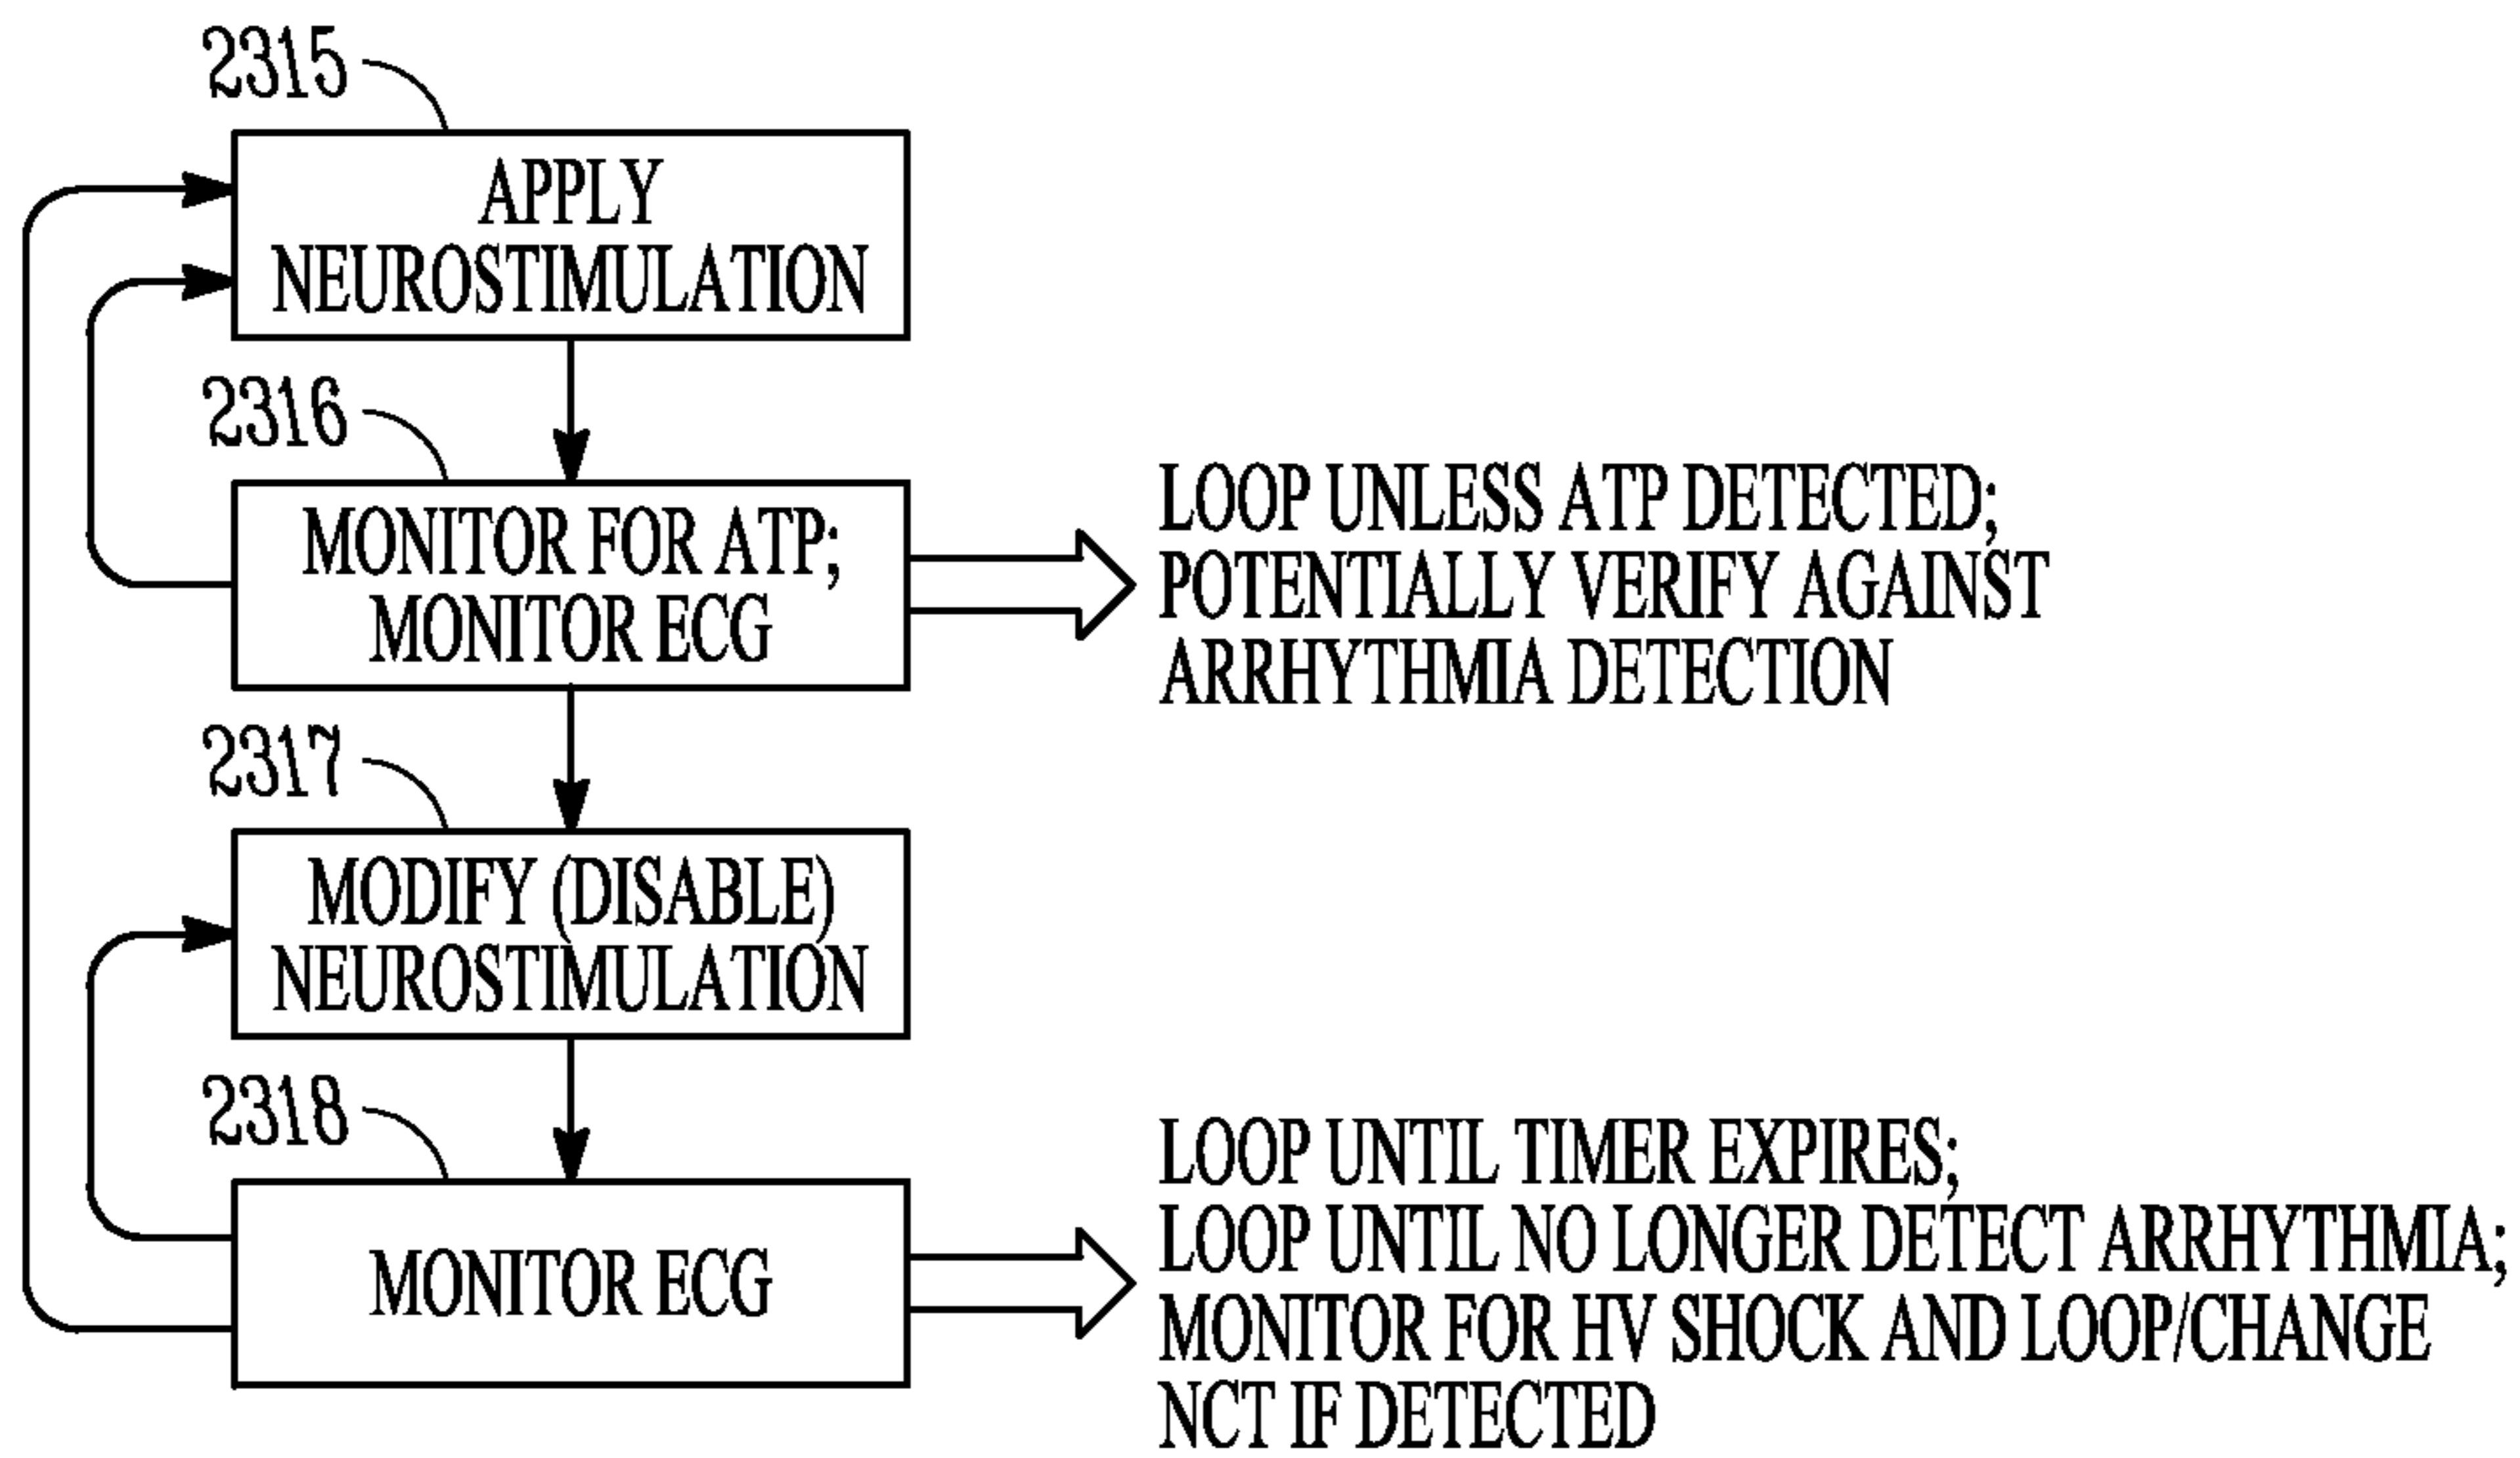 2315
APPLY
NEUROSTIMULATION
2316
MONITOR FOR ATP;
MONITOR ECG
LOOP UNLESS ATP DETECTED;
POTENTIALLY VERIFY AGAINST
ARRHYTHMIA DETECTION
2317
MODIFY (DISABLE)
NEUROSTIMULATION
2318
MONITOR ECG
LOOP UNTIL TIMER EXPIRES;
LOOP UNTIL NO LONGER DETECT ARRHYTHMIA;
MONITOR FOR HV SHOCK AND LOOP/CHANGE
NCT IF DETECTED